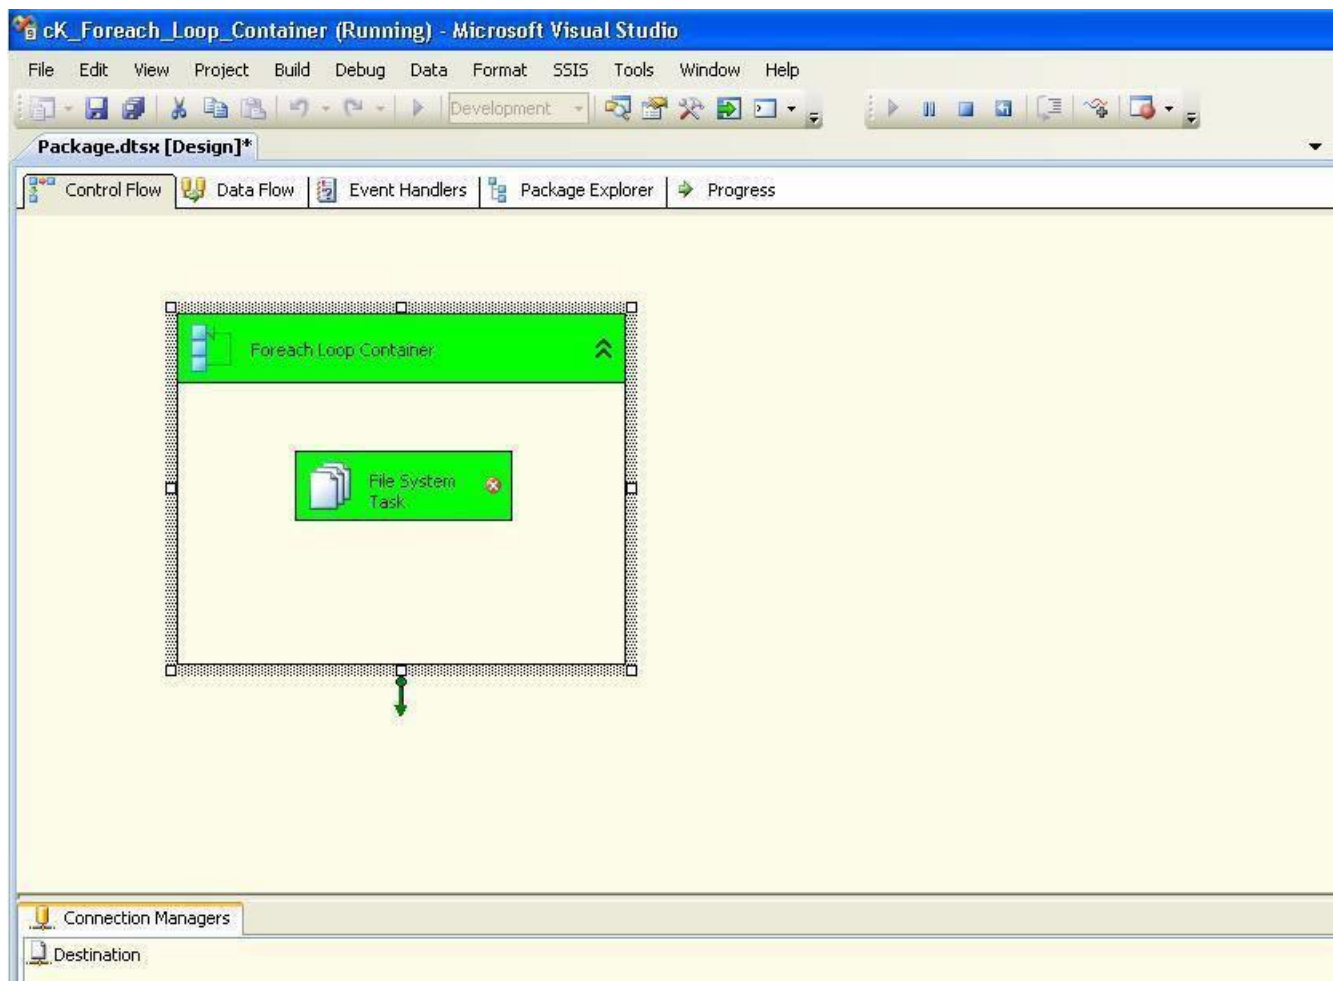 cK_Foreach_Loop_Container (Running) - Microsoft Visual Studio
File Edit View Project Build Debug Data Format SSIS Tools Window Help
Development
Package.dtsx [Design]*
Control Flow Data Flow Event Handlers Package Explorer Progress
Foreach Loop Container
File System
Task
Connection Managers
Destination